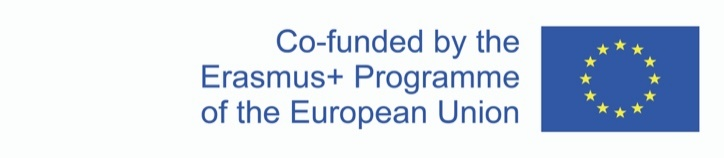 Co-funded by the
Erasmus+ Programme
of the European Union